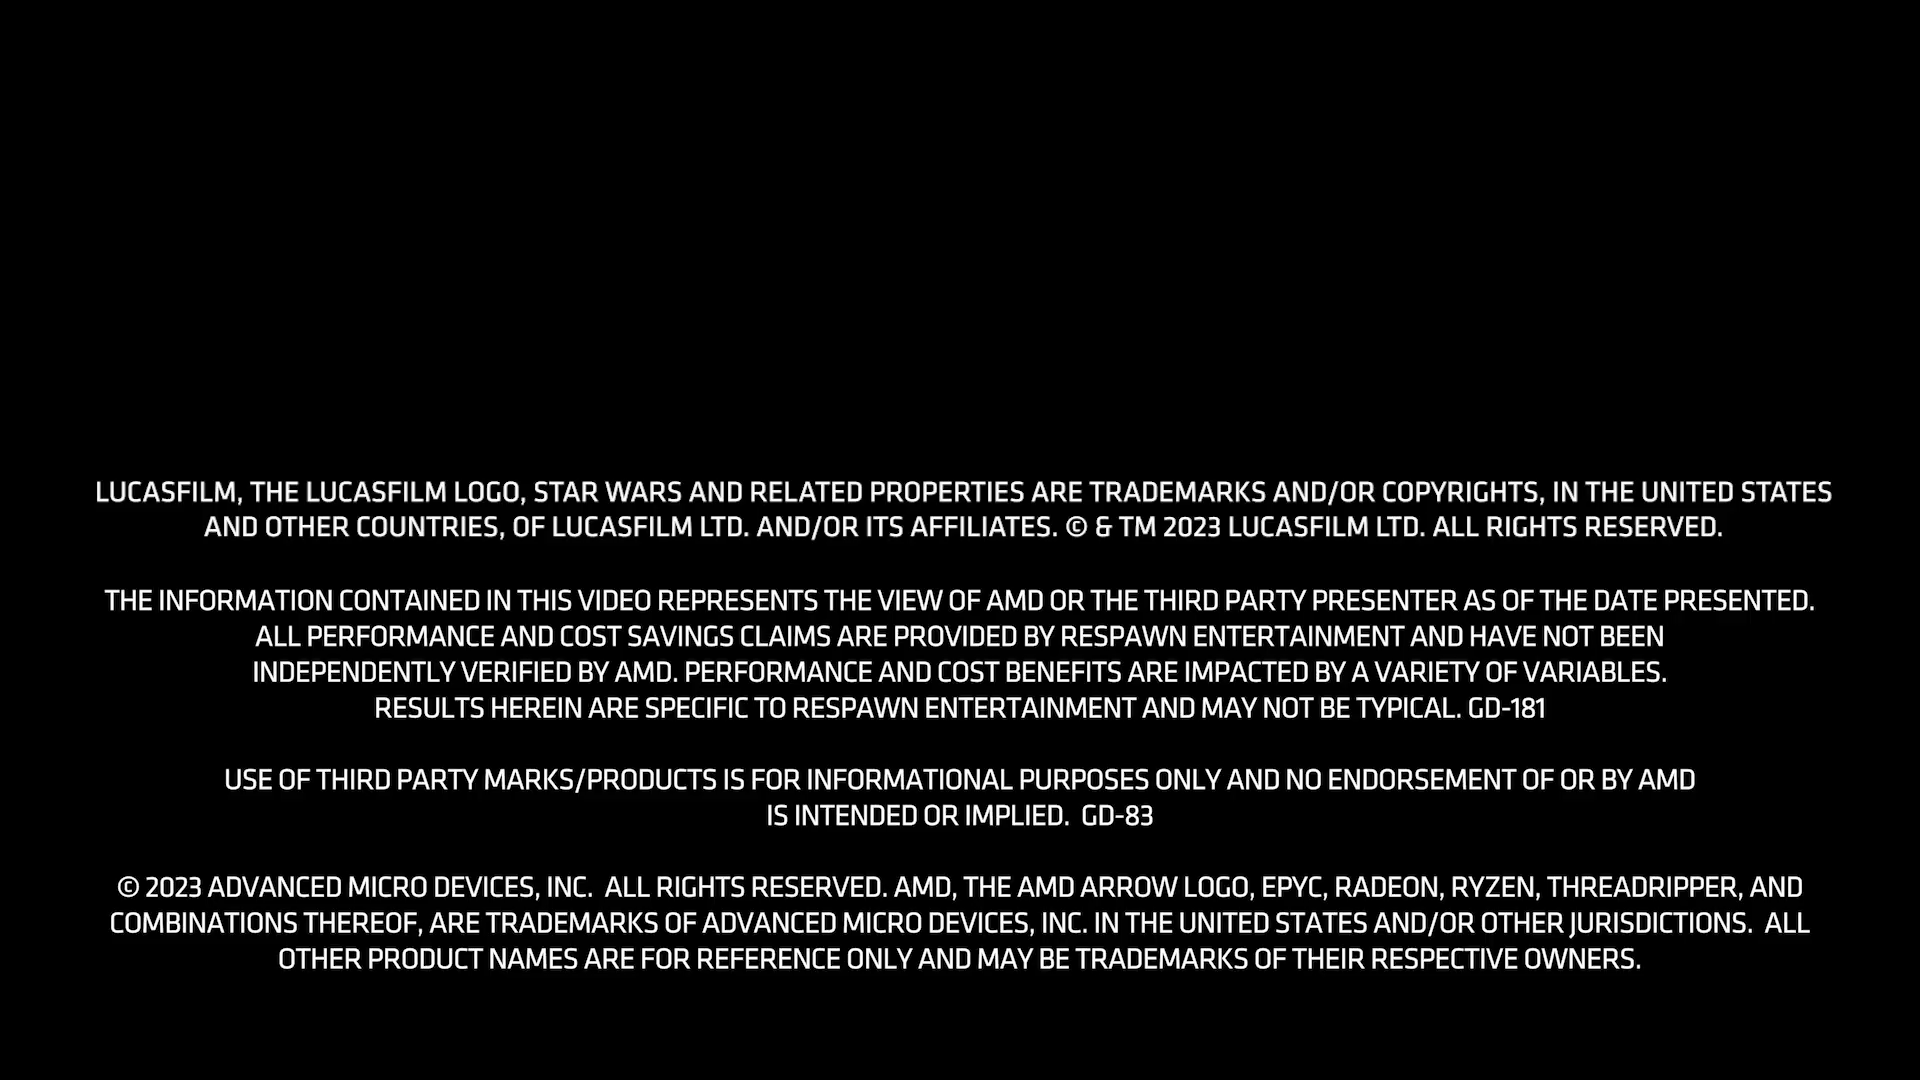 LUCASFILM, THE LUCASFILM LOGO, STAR WARS AND RELATED PROPERTIES ARE TRADEMARKS AND/OR COPYRIGHTS, IN THE UNITED STATES
AND OTHER COUNTRIES, OF LUCASFILM LTD. AND/OR ITS AFFILIATES. © & TM 2023 LUCASFILM LTD. ALL RIGHTS RESERVED.
THE INFORMATION CONTAINED IN THIS VIDEO REPRESENTS THE VIEW OF AMD OR THE THIRD PARTY PRESENTER AS OF THE DATE PRESENTED.
ALL PERFORMANCE AND COST SAVINGS CLAIMS ARE PROVIDED BY RESPAWN ENTERTAINMENT AND HAVE NOT BEEN
INDEPENDENTLY VERIFIED BY AMD. PERFORMANCE AND COST BENEFITS ARE IMPACTED BY A VARIETY OF VARIABLES.
RESULTS HEREIN ARE SPECIFIC TO RESPAWN ENTERTAINMENT AND MAY NOT BE TYPICAL. GD-181
USE OF THIRD PARTY MARKS/PRODUCTS IS FOR INFORMATIONAL PURPOSES ONLY AND NO ENDORSEMENT OF OR BY AMD
IS INTENDED OR IMPLIED.  GD-83
© 2023 ADVANCED MICRO DEVICES, INC.  ALL RIGHTS RESERVED. AMD, THE AMD ARROW LOGO, EPYC, RADEON, RYZEN, THREADRIPPER, AND
COMBINATIONS THEREOF, ARE TRADEMARKS OF ADVANCED MICRO DEVICES, INC. IN THE UNITED STATES AND/OR OTHER JURISDICTIONS.  ALL
OTHER PRODUCT NAMES ARE FOR REFERENCE ONLY AND MAY BE TRADEMARKS OF THEIR RESPECTIVE OWNERS.